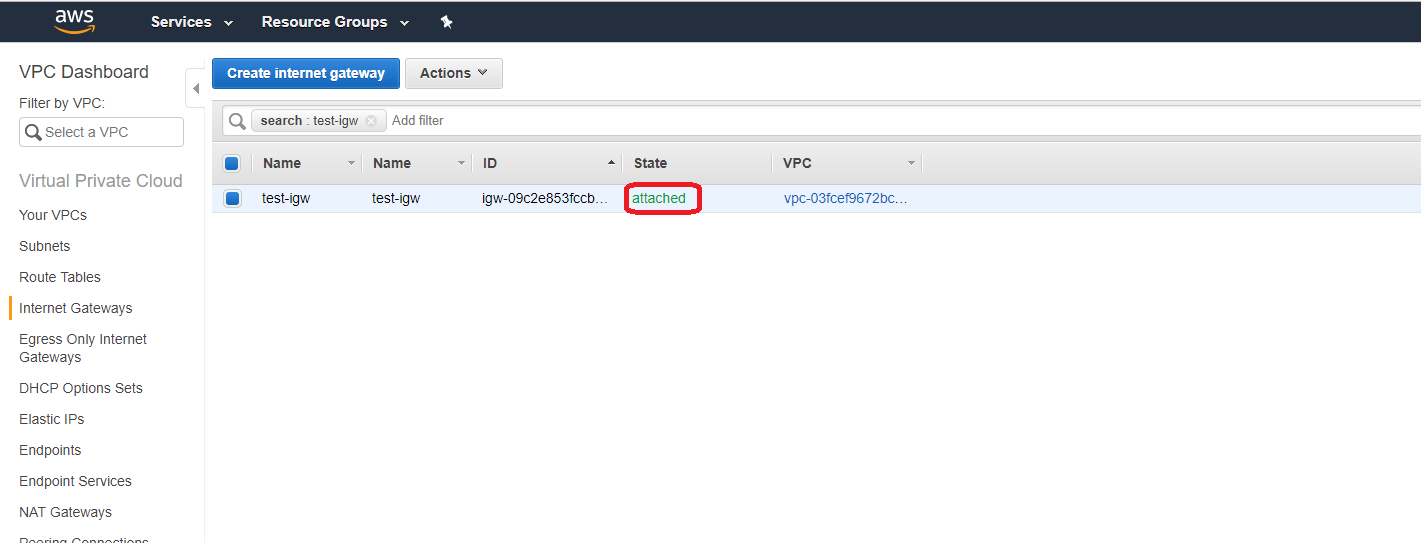 aws Services Resource Groups
VPC Dashboard
Filter by VPC:
Select a VPC
Virtual Private Cloud
Your VPCs
Subnets
Route Tables
Internet Gateways
Egress Only Internet
Gateways
DHCP Options Sets
Elastic IPs
Endpoints
Endpoint Services
NAT Gateways
Peering Connections
Create internet gateway Actions
search : test-igw Add filter
Name Name ID State VPC
test-igw test-igw igw-09c2e853fccb... attached vpc-03fcef9672bc...